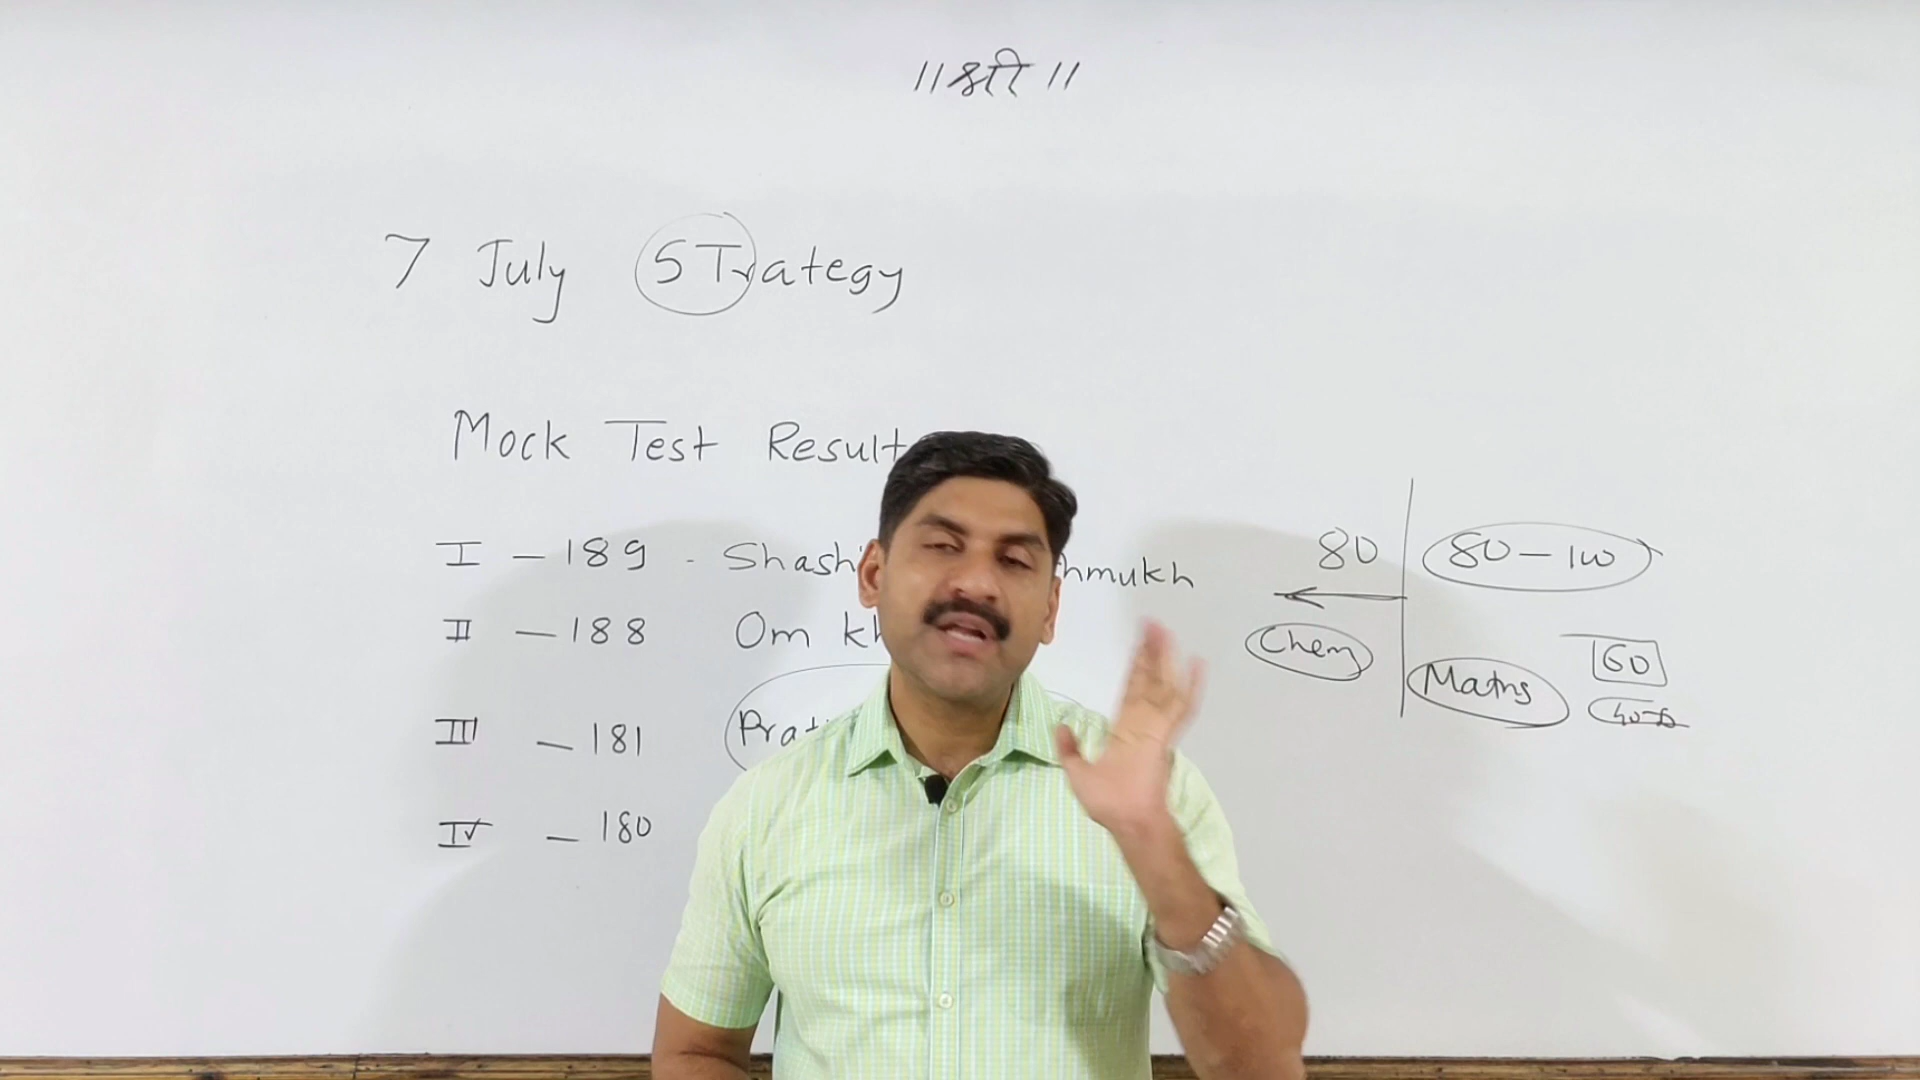 ॥ श्री ॥
7 July STrategy
Mock Test Result
I - 189 - Shashi hmukh
II - 188 Om kh
III - 181 Prati
IV - 180
80 80 - 100
Chem Maths 60